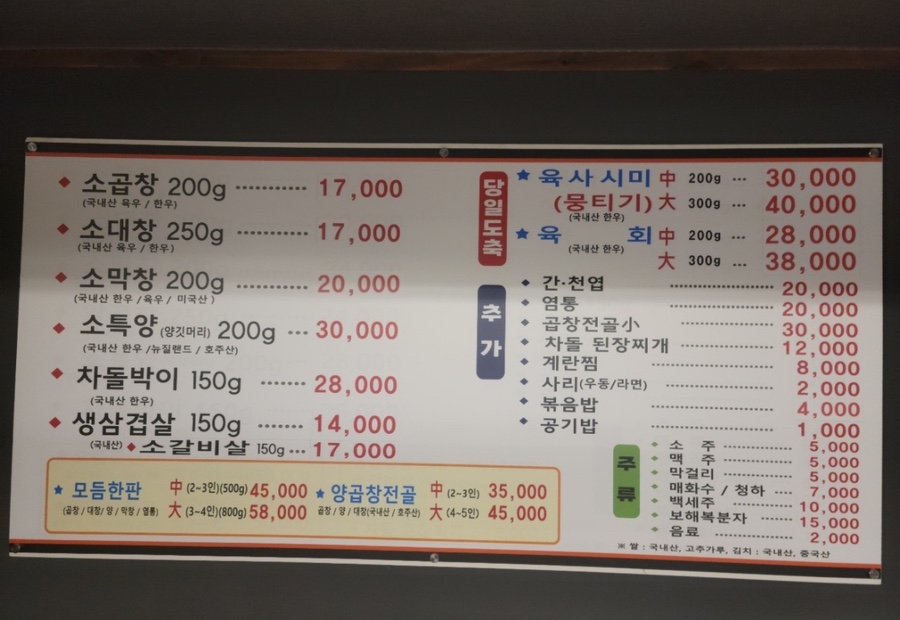 ◆ 소곱창 200g ·········· 17,000
(국내산 육우 / 한우)
◆ 소대창 250g ·········· 17,000
(국내산 육우 / 한우)
◆ 소막창 200g ·········· 20,000
(국내산 한우 / 육우 / 미국산)
◆ 소특양(양깃머리) 200g ··· 30,000
(국내산 한우 / 뉴질랜드 / 호주산)
◆ 차돌박이 150g ······· 28,000
(국내산 한우)
◆ 생삼겹살 150g ······· 14,000
(국내산) ◆ 소갈비살 150g ··· 17,000
★ 모듬한판 中 (2~3인)(500g) 45,000
(곱창 / 대창/ 양 / 막창 / 염통) 大 (3~4인)(800g) 58,000
★ 양곱창전골 中 (2~3인) 35,000
곱창 / 양 / 대창(국내산 / 호주산) 大 (4~5인) 45,000
당일도축
★ 육사시미 中 200g ··· 30,000
(뭉티기) 大 300g ··· 40,000
(국내산 한우)
★ 육 회 中 200g ··· 28,000
(국내산 한우)
大 300g ··· 38,000
추가
◆ 간·천엽 ·········· 20,000
◆ 염통 ·········· 20,000
◆ 곱창전골小 ·········· 30,000
◆ 차돌 된장찌개 ·········· 12,000
◆ 계란찜 ·········· 8,000
◆ 사리(우동/라면) ·········· 2,000
◆ 볶음밥 ·········· 4,000
◆ 공기밥 ·········· 1,000
주류
◆ 소 주 ·········· 5,000
◆ 맥 주 ·········· 5,000
◆ 막걸리 ·········· 5,000
◆ 매화수 / 청하 ···· 7,000
◆ 백세주 ·········· 10,000
◆ 보해복분자 ······ 15,000
◆ 음료 ·········· 2,000
※ 쌀 : 국내산, 고추가루, 김치 : 국내산, 중국산